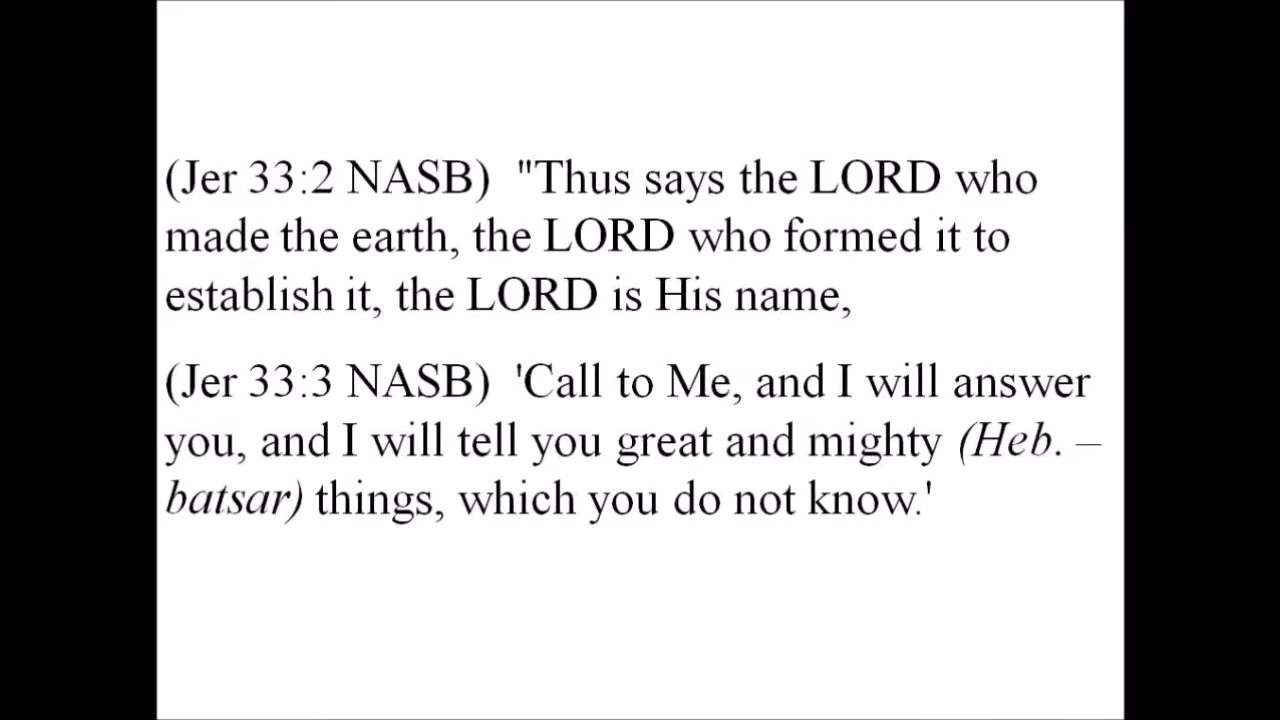 (Jer 33:2 NASB)  "Thus says the LORD who
made the earth, the LORD who formed it to
establish it, the LORD is His name,
(Jer 33:3 NASB)  'Call to Me, and I will answer
you, and I will tell you great and mighty (Heb. –
batsar) things, which you do not know.'